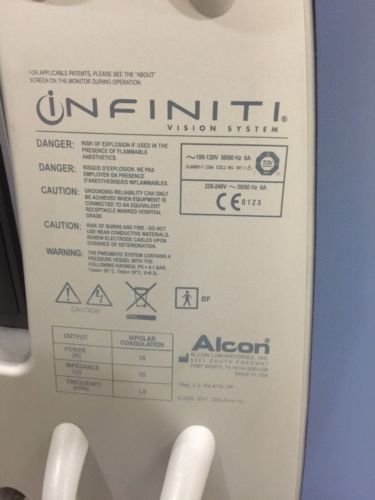 FOR APPLICABLE PATENTS, PLEASE SEE THE "ABOUT"
SCREEN ON THE MONITOR DURING OPERATION.
iNFINITI®
VISION SYSTEM
DANGER: RISK OF EXPLOSION IF USED IN THE
PRESENCE OF FLAMMABLE
ANESTHETICS.
DANGER: RISQUE D'EXPLOSION. NE PAS
EMPLOYER EN PRESENCE
D'ANESTHESIQUES INFLAMMABLES.
CAUTION: GROUNDING RELIABILITY CAN ONLY
BE ACHIEVED WHEN EQUIPMENT IS
CONNECTED TO AN EQUIVALENT
RECEPTACLE MARKED HOSPITAL
GRADE.
CAUTION: RISK OF BURNS AND FIRE - DO NOT
USE NEAR CONDUCTIVE MATERIALS.
RENEW ELECTRODE CABLES UPON
EVIDENCE OF DETERIORATION.
WARNING: THE PNEUMATIC SYSTEM CONTAINS A
PRESSURE VESSEL WITH THE
FOLLOWING RATINGS: PS = 4.1 BAR,
~100-120V 50/60 Hz 6A
220-240V ~ 50/60 Hz 6A
CE 0123
CAUTION
BF
OUTPUT BIPOLAR
COAGULATION
POWER
(W) 10
IMPEDANCE
(Ω) 75
FREQUENCY
(MHz) 1.5
Alcon®
ALCON LABORATORIES, INC.
6201 SOUTH FREEWAY
FORT WORTH, TX 76134-2099 USA
MADE IN USA